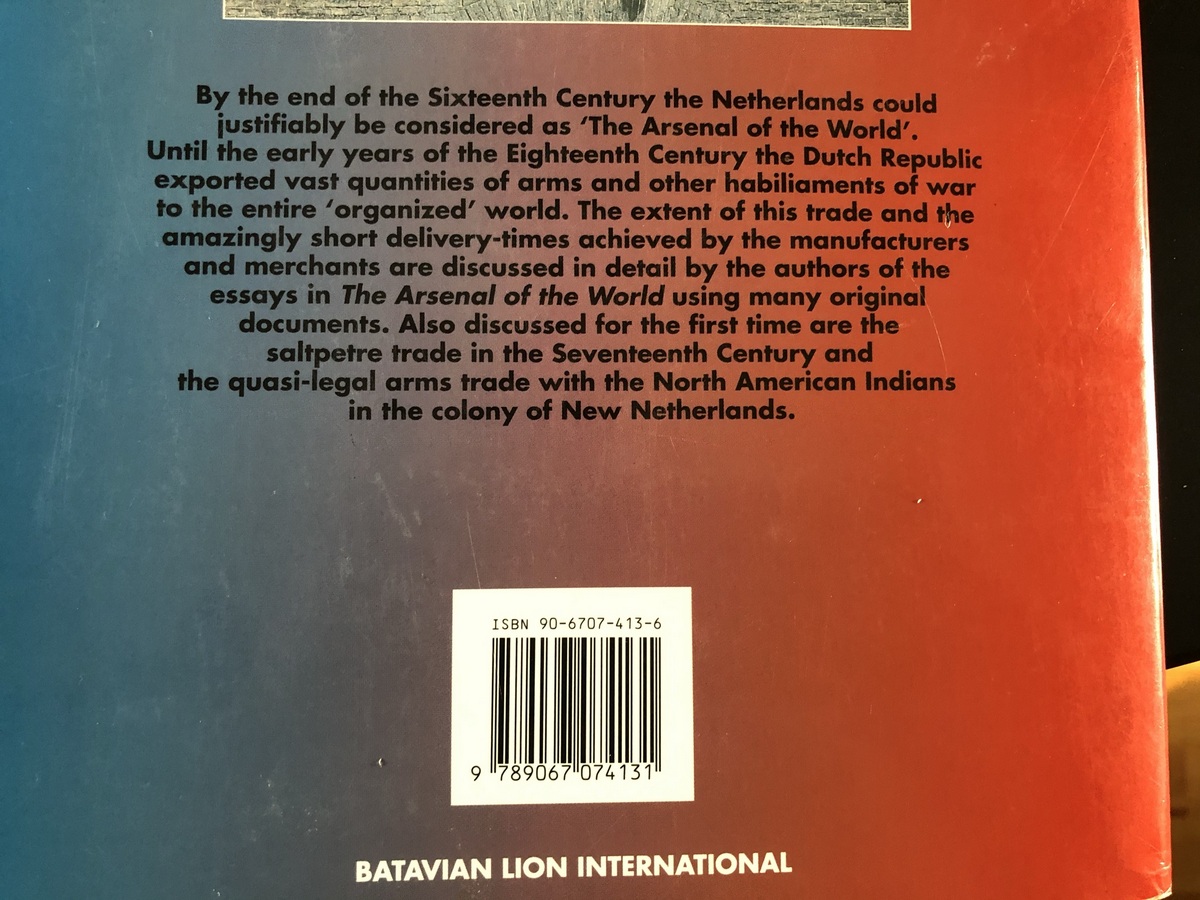 By the end of the Sixteenth Century the Netherlands could
justifiably be considered as ‘The Arsenal of the World’.
Until the early years of the Eighteenth Century the Dutch Republic
exported vast quantities of arms and other habiliaments of war
to the entire ‘organized’ world. The extent of this trade and the
amazingly short delivery-times achieved by the manufacturers
and merchants are discussed in detail by the authors of the
essays in The Arsenal of the World using many original
documents. Also discussed for the first time are the
saltpetre trade in the Seventeenth Century and
the quasi-legal arms trade with the North American Indians
in the colony of New Netherlands.
ISBN 90-6707-413-6
9 789067 074131
BATAVIAN LION INTERNATIONAL